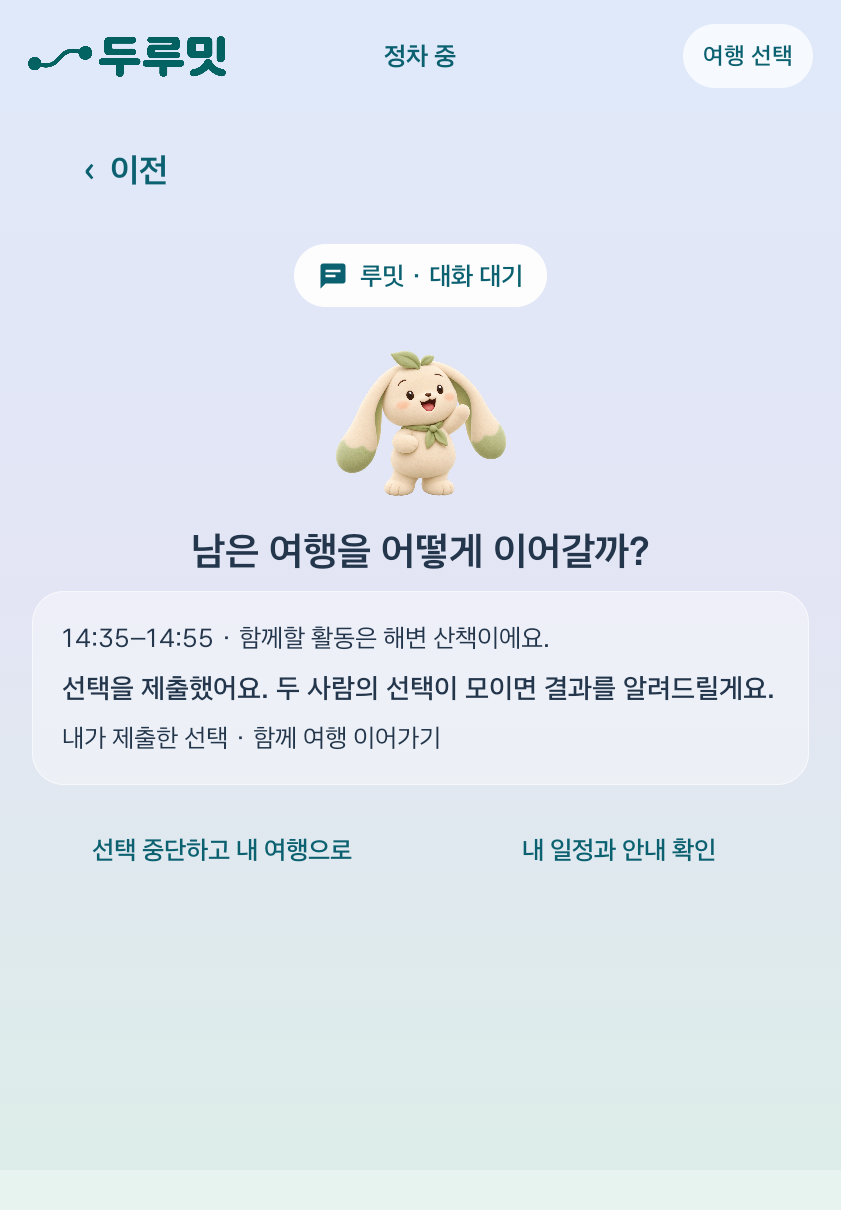 두루밋
정차 중
여행 선택
‹ 이전
루밋 · 대화 대기
남은 여행을 어떻게 이어갈까?
14:35–14:55 · 함께할 활동은 해변 산책이에요.
선택을 제출했어요. 두 사람의 선택이 모이면 결과를 알려드릴게요.
내가 제출한 선택 · 함께 여행 이어가기
선택 중단하고 내 여행으로
내 일정과 안내 확인